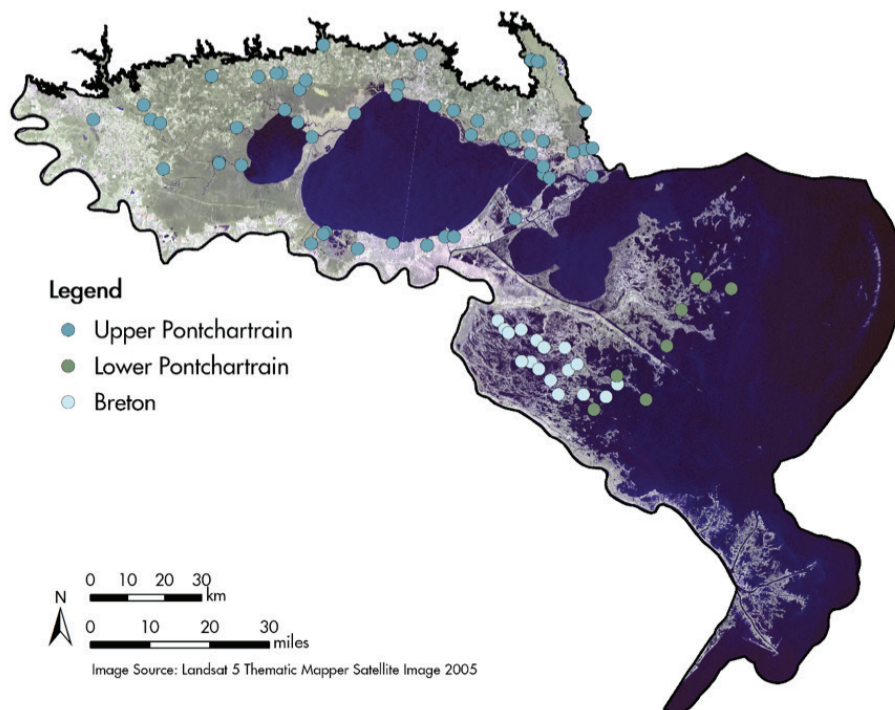 Legend
Upper Pontchartrain
Lower Pontchartrain
Breton
N
0 10 20 30
km
0 10 20 30
miles
Image Source: Landsat 5 Thematic Mapper Satellite Image 2005